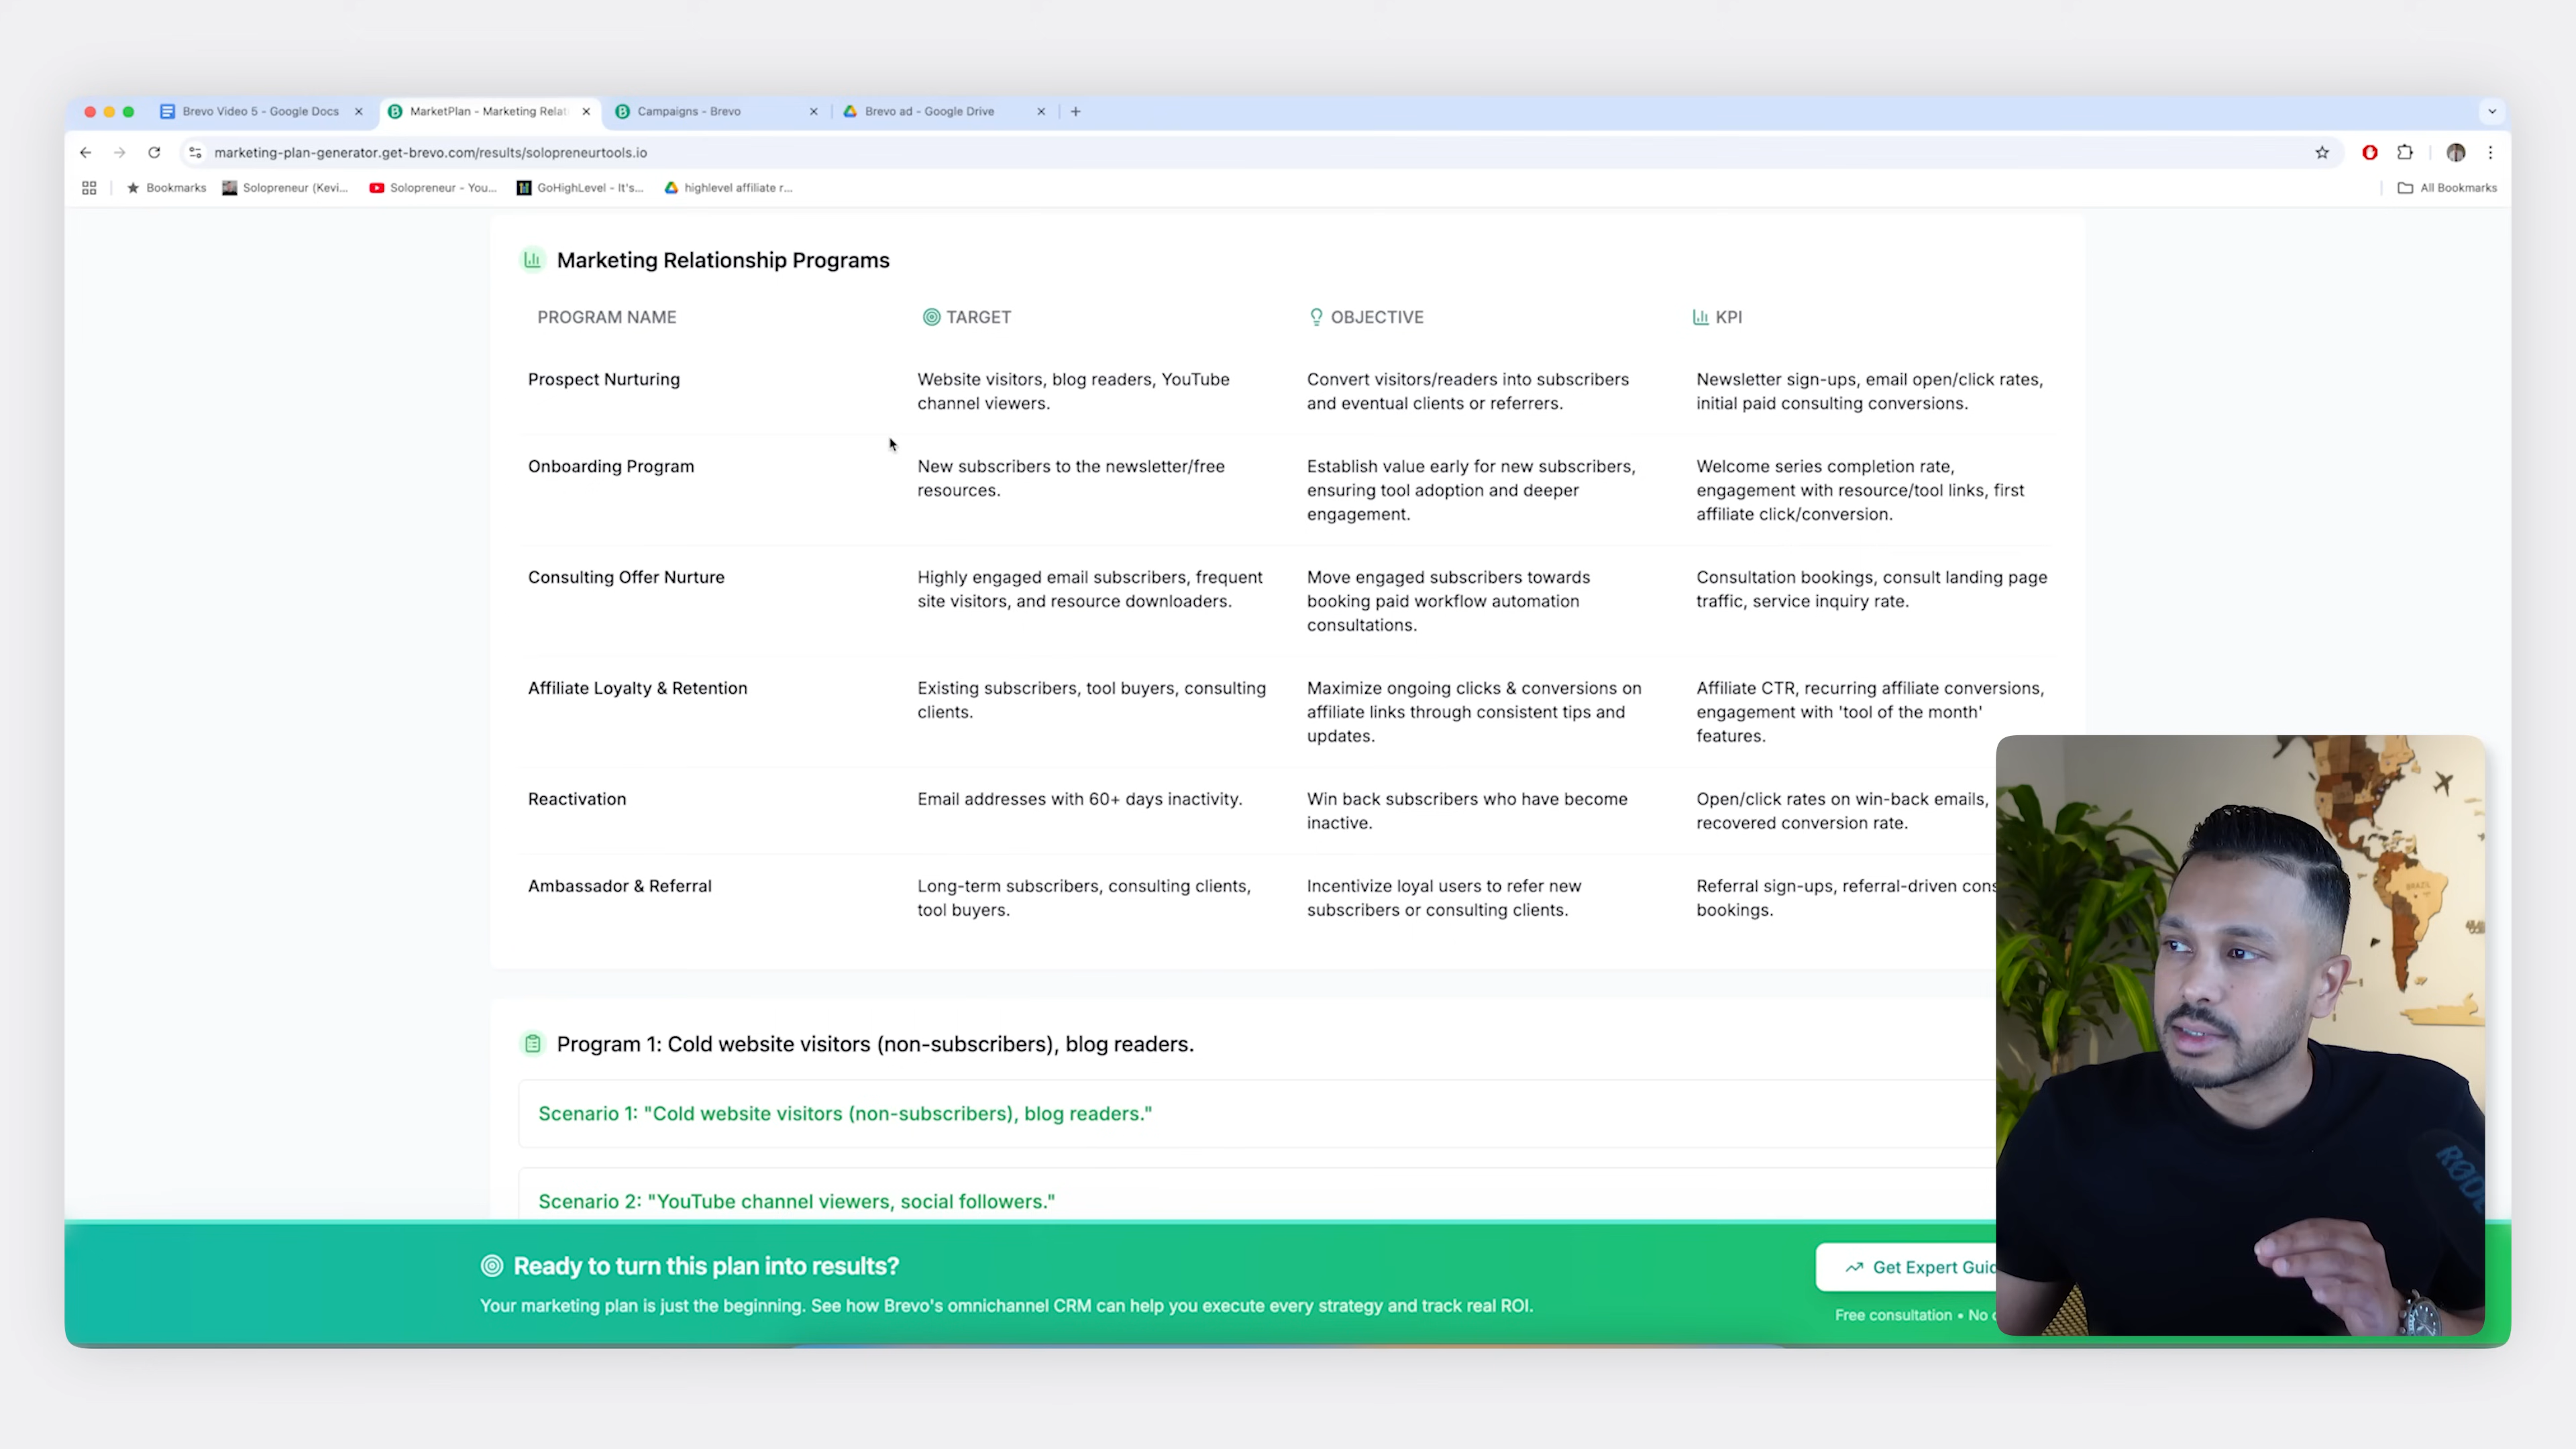 Brevo Video 5 - Google Docs
MarketPlan - Marketing Relat
Campaigns - Brevo
Brevo ad - Google Drive
marketing-plan-generator.get-brevo.com/results/solopreneurtools.io
Bookmarks
Solopreneur (Kevi...
Solopreneur - You...
GoHighLevel - It's...
highlevel affiliate r...
All Bookmarks
Marketing Relationship Programs
PROGRAM NAME
TARGET
OBJECTIVE
KPI
Prospect Nurturing
Website visitors, blog readers, YouTube
channel viewers.
Convert visitors/readers into subscribers
and eventual clients or referrers.
Newsletter sign-ups, email open/click rates,
initial paid consulting conversions.
Onboarding Program
New subscribers to the newsletter/free
resources.
Establish value early for new subscribers,
ensuring tool adoption and deeper
engagement.
Welcome series completion rate,
engagement with resource/tool links, first
affiliate click/conversion.
Consulting Offer Nurture
Highly engaged email subscribers, frequent
site visitors, and resource downloaders.
Move engaged subscribers towards
booking paid workflow automation
consultations.
Consultation bookings, consult landing page
traffic, service inquiry rate.
Affiliate Loyalty & Retention
Existing subscribers, tool buyers, consulting
clients.
Maximize ongoing clicks & conversions on
affiliate links through consistent tips and
updates.
Affiliate CTR, recurring affiliate conversions,
engagement with 'tool of the month'
features.
Reactivation
Email addresses with 60+ days inactivity.
Win back subscribers who have become
inactive.
Open/click rates on win-back emails,
recovered conversion rate.
Ambassador & Referral
Long-term subscribers, consulting clients,
tool buyers.
Incentivize loyal users to refer new
subscribers or consulting clients.
Referral sign-ups, referral-driven cons
bookings.
Program 1: Cold website visitors (non-subscribers), blog readers.
Scenario 1: "Cold website visitors (non-subscribers), blog readers."
Scenario 2: "YouTube channel viewers, social followers."
Ready to turn this plan into results?
Your marketing plan is just the beginning. See how Brevo's omnichannel CRM can help you execute every strategy and track real ROI.
Get Expert Guid
Free consultation • No
BRAZIL
RØDE